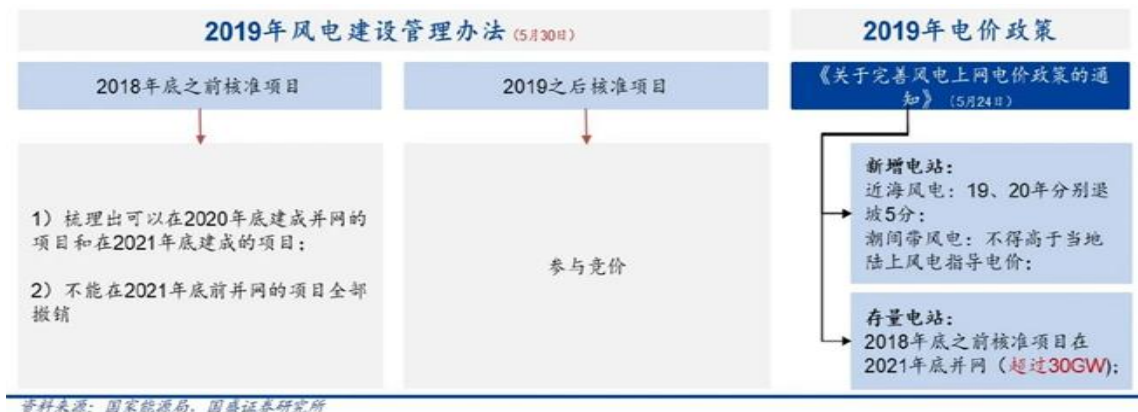 2019年风电建设管理办法（5月30日）
2018年底之前核准项目
2019之后核准项目
1）梳理出可以在2020年底建成并网的
项目和在2021年底建成的项目；
2）不能在2021年底前并网的项目全部
撤销
参与竞价
2019年电价政策
《关于完善风电上网电价政策的通
知》（5月24日）
新增电站：
近海风电：19、20年分别退
坡5分；
潮间带风电：不得高于当地
陆上风电指导电价；
存量电站：
2018年底之前核准项目在
2021年底并网（超过30GW）；
资料来源：国家能源局，国盛证券研究所